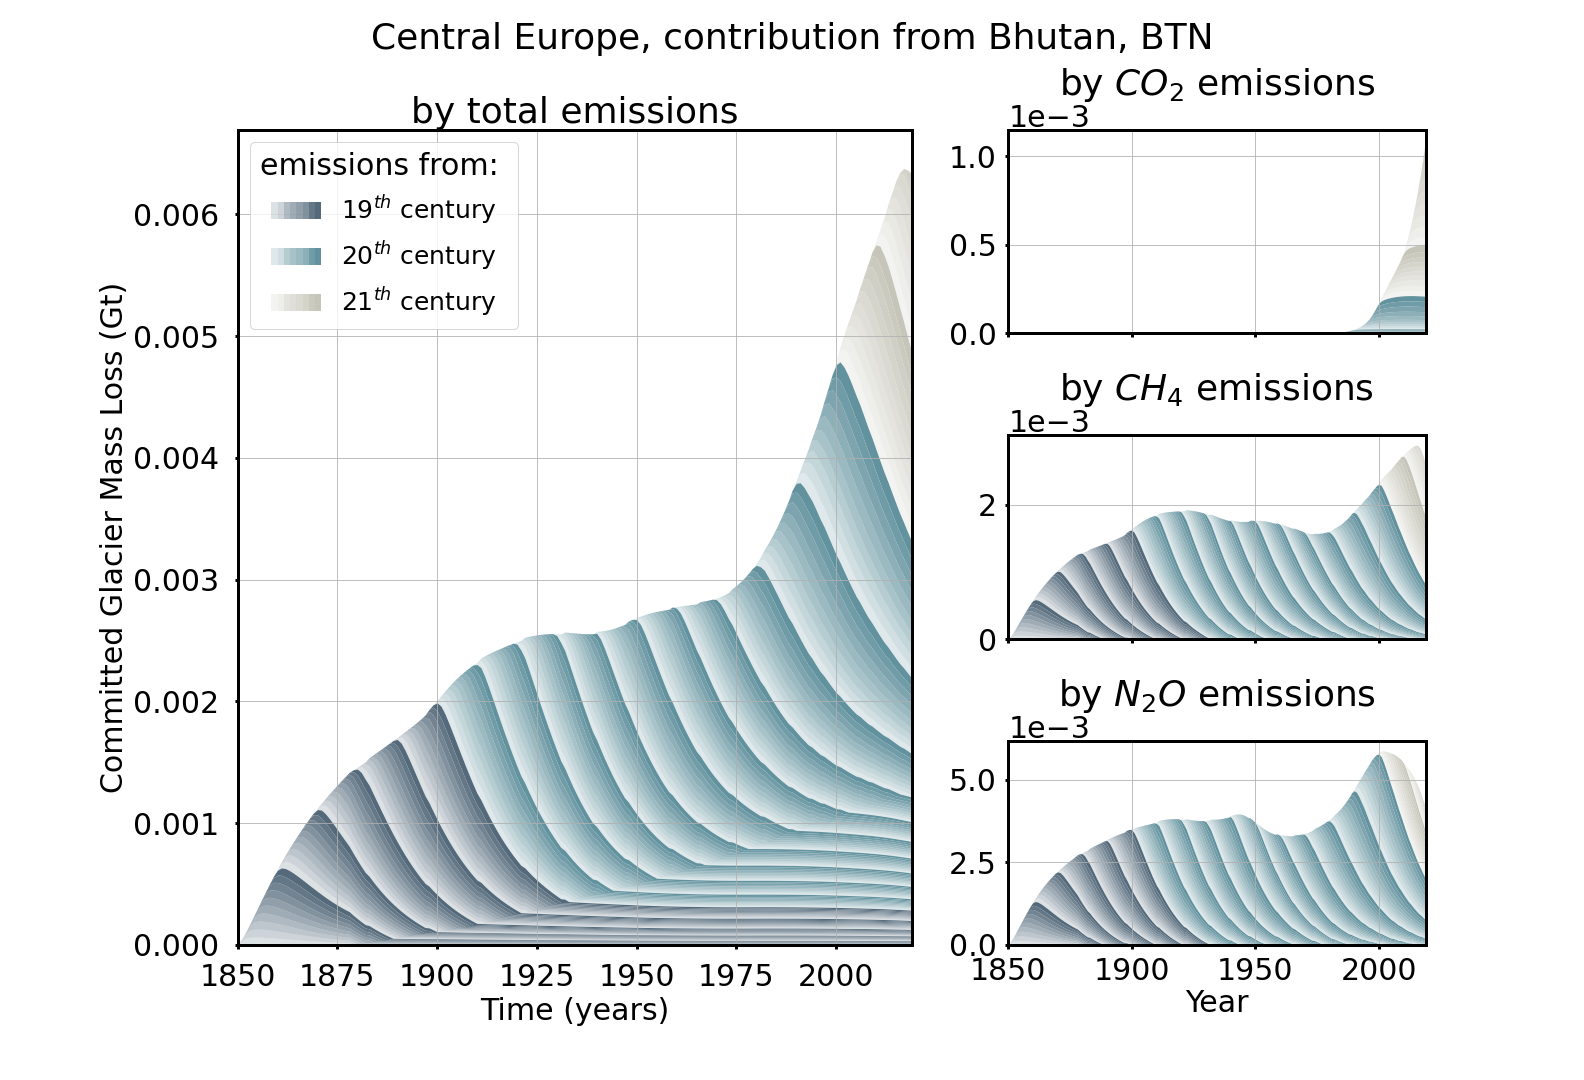 Central Europe, contribution from Bhutan, BTN
by total emissions
emissions from:
19th century
20th century
21th century
Committed Glacier Mass Loss (Gt)
0.006
0.005
0.004
0.003
0.002
0.001
0.000
1850 1875 1900 1925 1950 1975 2000
Time (years)
by CO2 emissions
1e−3
1.0
0.5
0.0
by CH4 emissions
1e−3
2
0
by N2O emissions
1e−3
5.0
2.5
0.0
1850 1900 1950 2000
Year